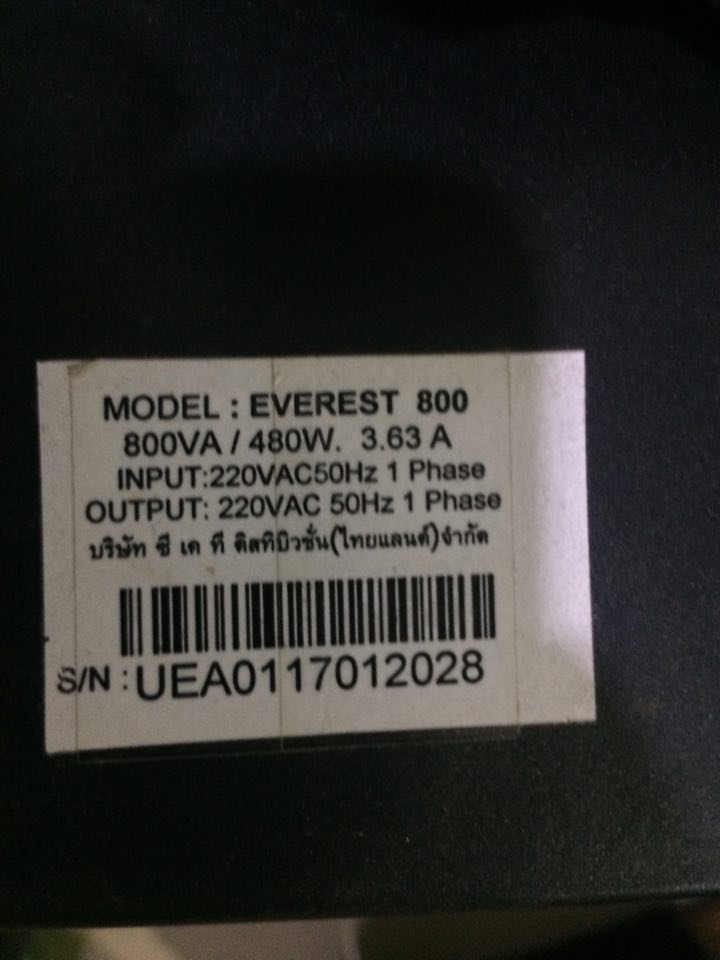 MODEL : EVEREST 800
800VA / 480W. 3.63 A
INPUT:220VAC50Hz 1 Phase
OUTPUT: 220VAC 50Hz 1 Phase
บริษัท ซี เค ที ดิสทิบิวชั่น(ไทยแลนด์)จำกัด
S/N : UEA0117012028